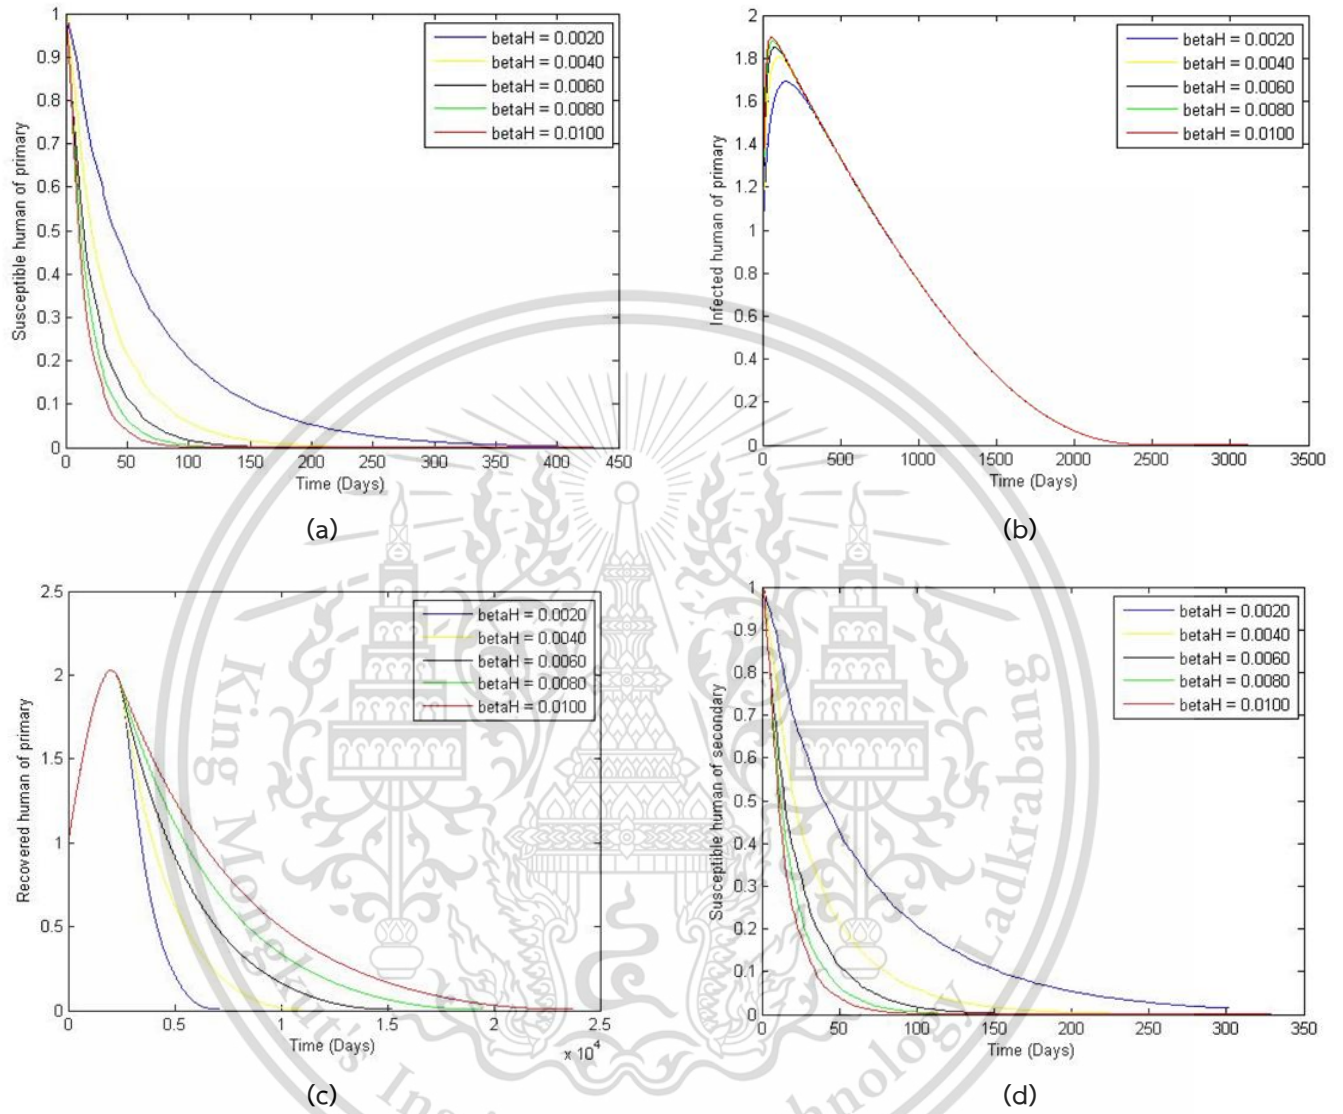 1
0.9
0.8
0.7
0.6
0.5
0.4
0.3
0.2
0.1
0
Susceptible human of primary
betaH = 0.0020
betaH = 0.0040
betaH = 0.0060
betaH = 0.0080
betaH = 0.0100
0 50 100 150 200 250 300 350 400 450
Time (Days)
(a)
2
1.8
1.6
1.4
1.2
1
0.8
0.6
0.4
0.2
0
Infected human of primary
betaH = 0.0020
betaH = 0.0040
betaH = 0.0060
betaH = 0.0080
betaH = 0.0100
0 500 1000 1500 2000 2500 3000 3500
Time (Days)
(b)
2.5
2
1.5
1
0.5
0
Recovered human of primary
betaH = 0.0020
betaH = 0.0040
betaH = 0.0060
betaH = 0.0080
betaH = 0.0100
0 0.5 1 1.5 2 2.5
Time (Days)
x 10^4
(c)
1
0.9
0.8
0.7
0.6
0.5
0.4
0.3
0.2
0.1
0
Susceptible human of secondary
betaH = 0.0020
betaH = 0.0040
betaH = 0.0060
betaH = 0.0080
betaH = 0.0100
0 50 100 150 200 250 300 350
Time (Days)
(d)
King Mongkut's Ladkrabang